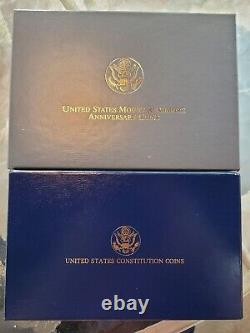 UNITED STATES MOUNT RUSHMORE
ANNIVERSARY COINS
UNITED STATES CONSTITUTION COINS